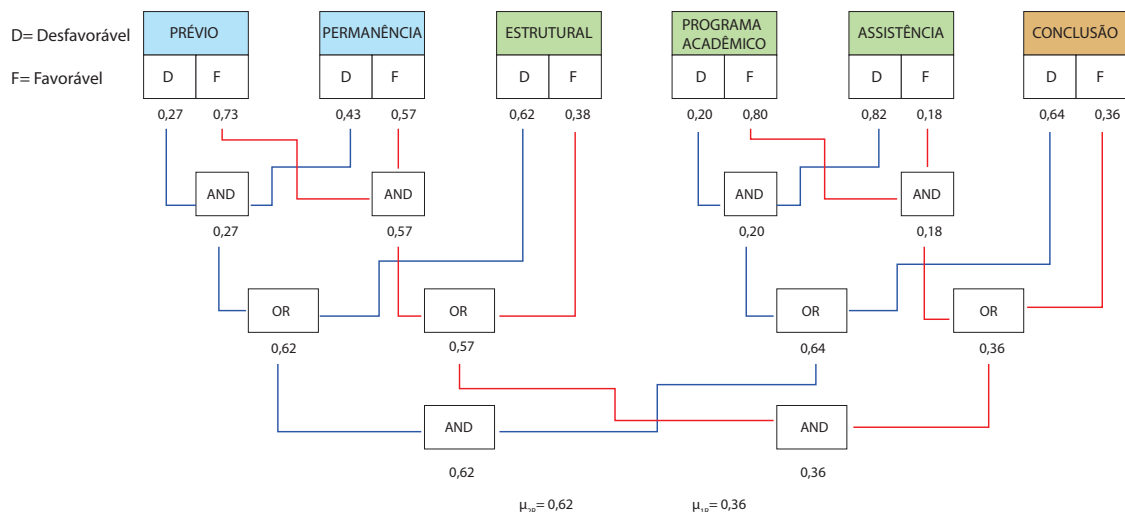 D= Desfavorável
F= Favorável
PRÉVIO
PERMANÊNCIA
ESTRUTURAL
PROGRAMA
ACADÊMICO
ASSISTÊNCIA
CONCLUSÃO
D F D F D F D F D F D F
0,27 0,73 0,43 0,57 0,62 0,38 0,20 0,80 0,82 0,18 0,64 0,36
AND AND AND AND
0,27 0,57 0,20 0,18
OR OR OR OR
0,62 0,57 0,64 0,36
AND AND
0,62 0,36
μ₂ᵣ= 0,62 μ₁ᵣ= 0,36